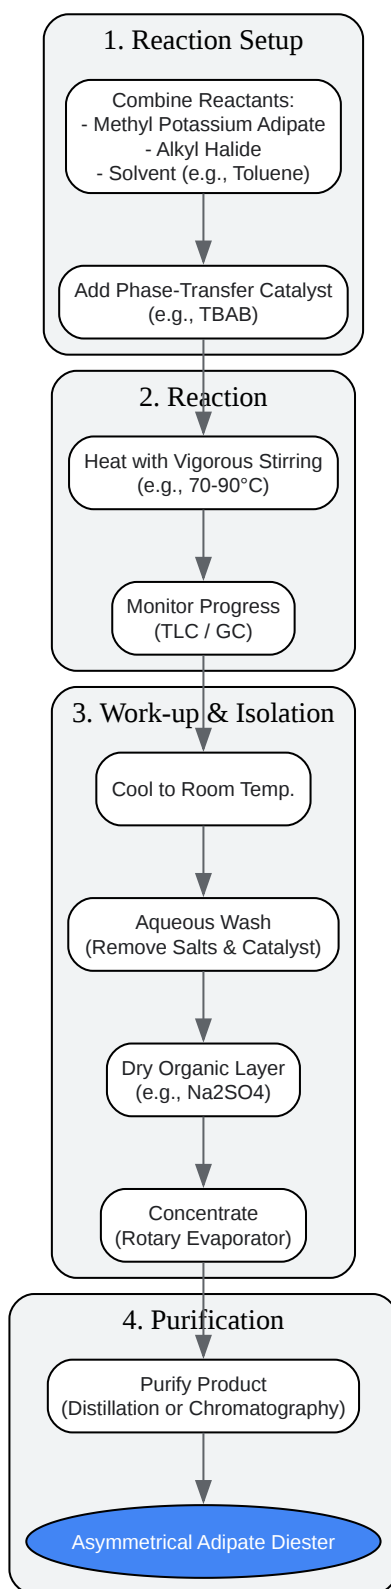 1. Reaction Setup
Combine Reactants:
- Methyl Potassium Adipate
- Alkyl Halide
- Solvent (e.g., Toluene)
Add Phase-Transfer Catalyst
(e.g., TBAB)
2. Reaction
Heat with Vigorous Stirring
(e.g., 70-90°C)
Monitor Progress
(TLC / GC)
3. Work-up & Isolation
Cool to Room Temp.
Aqueous Wash
(Remove Salts & Catalyst)
Dry Organic Layer
(e.g., Na2SO4)
Concentrate
(Rotary Evaporator)
4. Purification
Purify Product
(Distillation or Chromatography)
Asymmetrical Adipate Diester